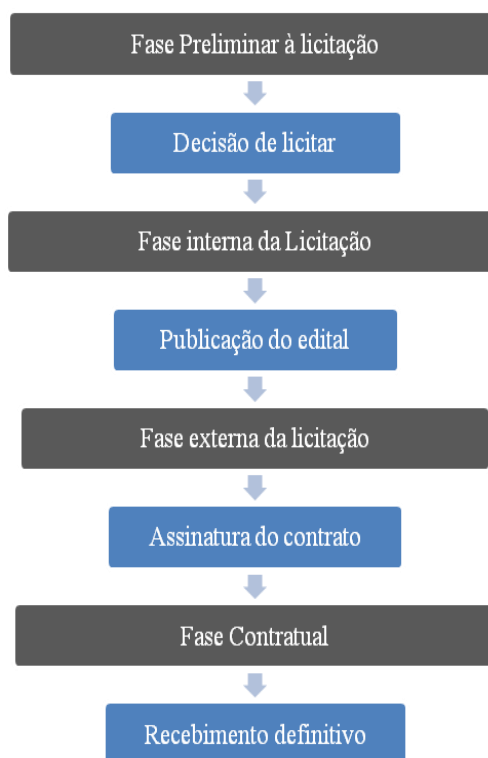 Fase Preliminar à licitação
Decisão de licitar
Fase interna da Licitação
Publicação do edital
Fase externa da licitação
Assinatura do contrato
Fase Contratual
Recebimento definitivo